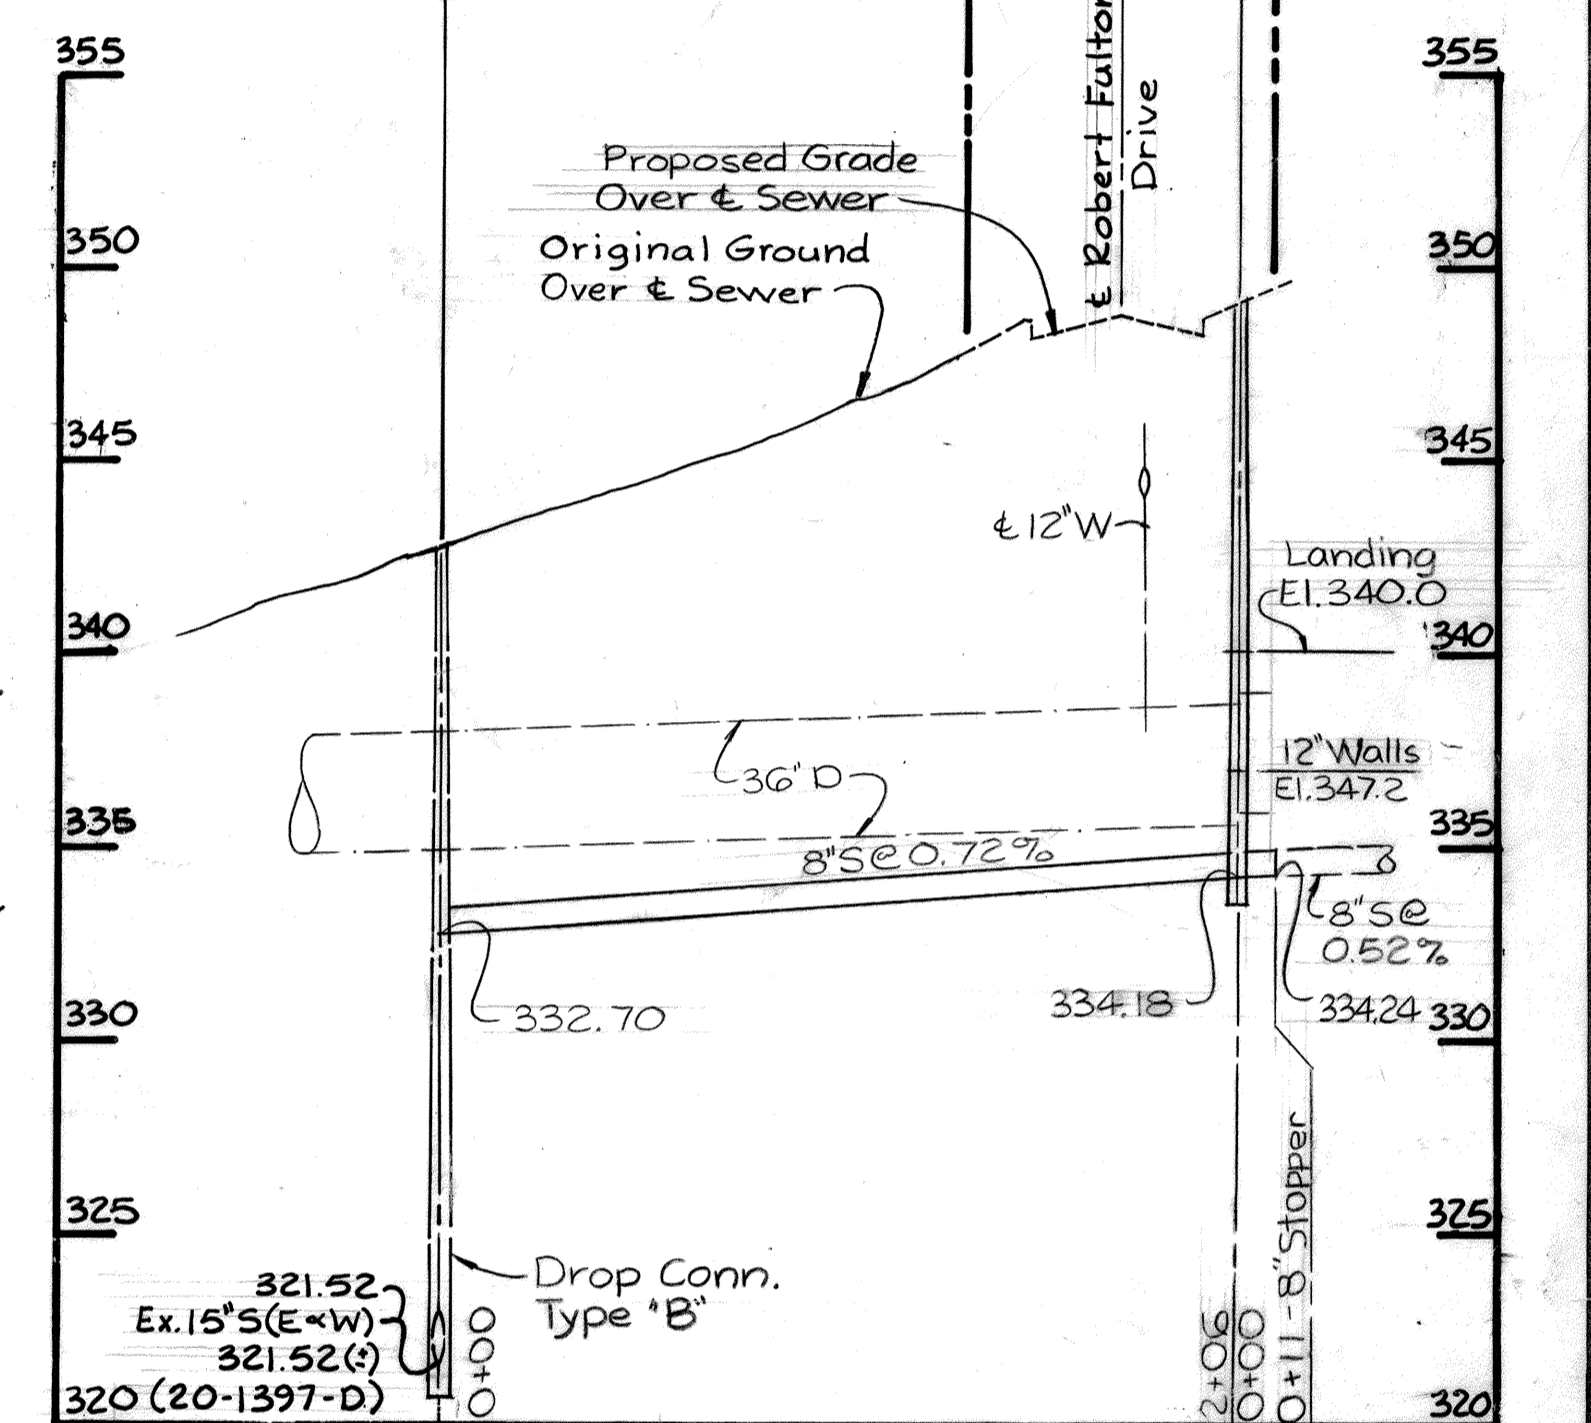 355
355
℄ Robert Fulton
Drive
Proposed Grade
Over ℄ Sewer
Original Ground
Over ℄ Sewer
350
350
345
345
℄ 12"W
Landing
El. 340.0
340
340
36" D
12" Walls
El. 347.2
335
335
8"S@ 0.72%
8"S@
0.52%
332.70
334.18
334.24
330
330
325
325
Drop Conn.
Type "B"
321.52
Ex. 15"S(E∝W)
321.52(±)
320 (20-1397-D)
0+00
2+06
0+00
0+11 - 8" Stopper
320